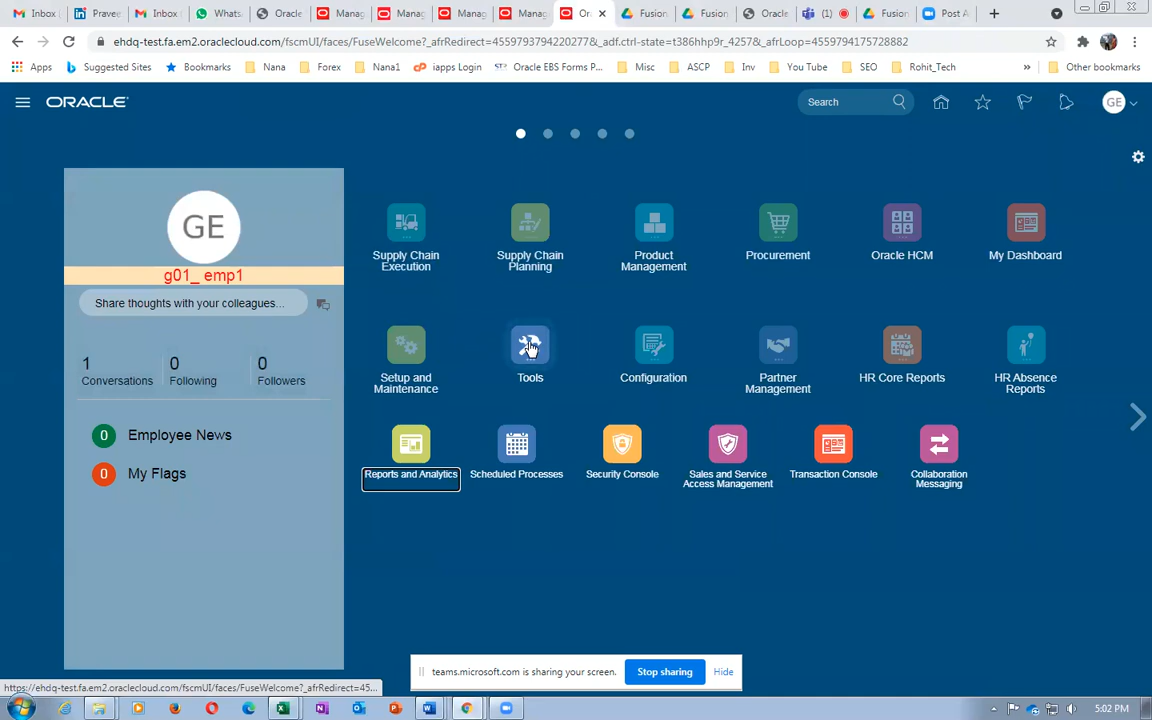 Inbox
Pravee
Inbox
Whats
Oracle
Manag
Manag
Manag
Manag
Ora
Fusion
Fusion
Oracle
(1)
Fusion
Post A
ehdq-test.fa.em2.oraclecloud.com/fscmUI/faces/FuseWelcome?_afrRedirect=4559793794220277&_adf.ctrl-state=t386hhp9r_4257&_afrLoop=4559794175728882
Apps
Suggested Sites
Bookmarks
Nana
Forex
Nana1
iapps Login
Oracle EBS Forms P...
Misc
ASCP
Inv
You Tube
SEO
Rohit_Tech
»
Other bookmarks
ORACLE
Search
GE
GE
g01_ emp1
Share thoughts with your colleagues...
1
Conversations
0
Following
0
Followers
0 Employee News
0 My Flags
Supply Chain
Execution
Supply Chain
Planning
Product
Management
Procurement
Oracle HCM
My Dashboard
Setup and
Maintenance
Tools
Configuration
Partner
Management
HR Core Reports
HR Absence
Reports
Reports and Analytics
Scheduled Processes
Security Console
Sales and Service
Access Management
Transaction Console
Collaboration
Messaging
teams.microsoft.com is sharing your screen.
Stop sharing
Hide
https://ehdq-test.fa.em2.oraclecloud.com/fscmUI/faces/FuseWelcome?_afrRedirect=45...
5:02 PM